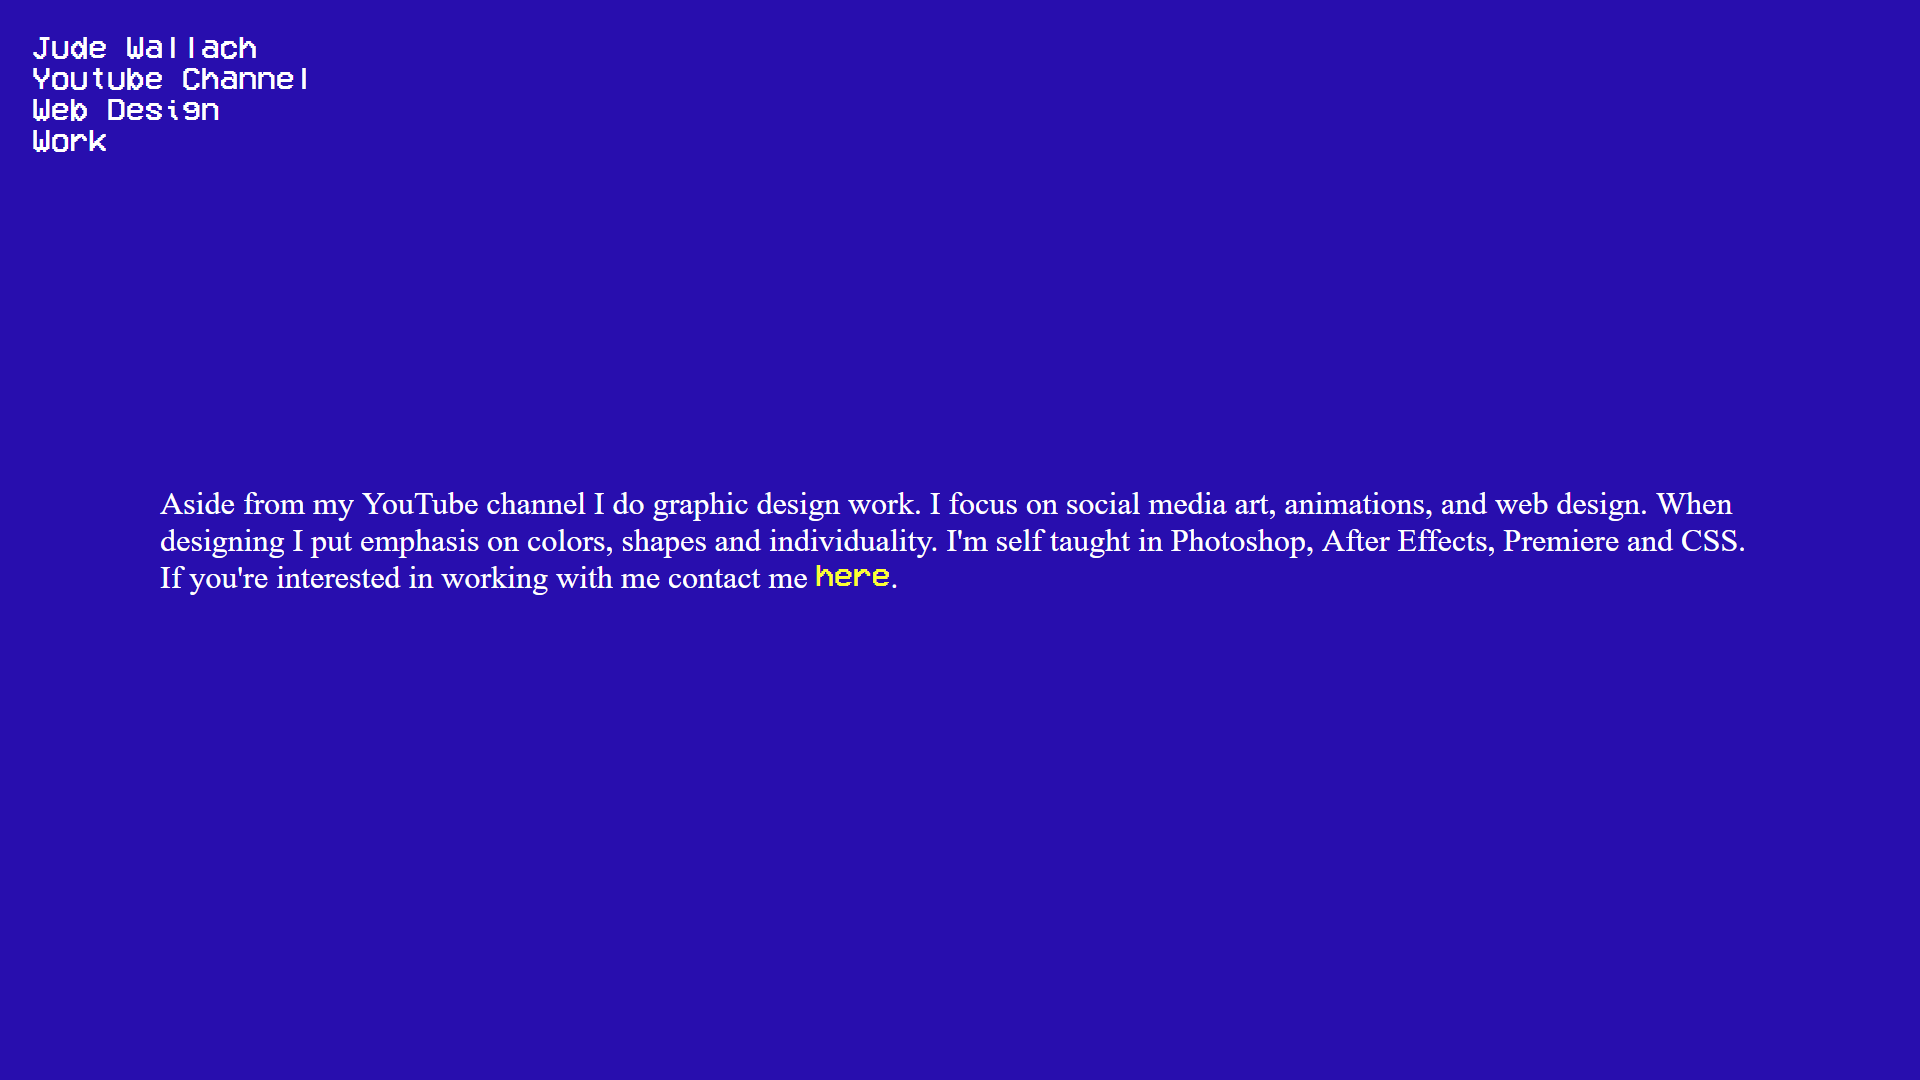 Jude Wallach
Youtube Channel
Web Design
Work
Aside from my YouTube channel I do graphic design work. I focus on social media art, animations, and web design. When
designing I put emphasis on colors, shapes and individuality. I'm self taught in Photoshop, After Effects, Premiere and CSS.
If you're interested in working with me contact me here.